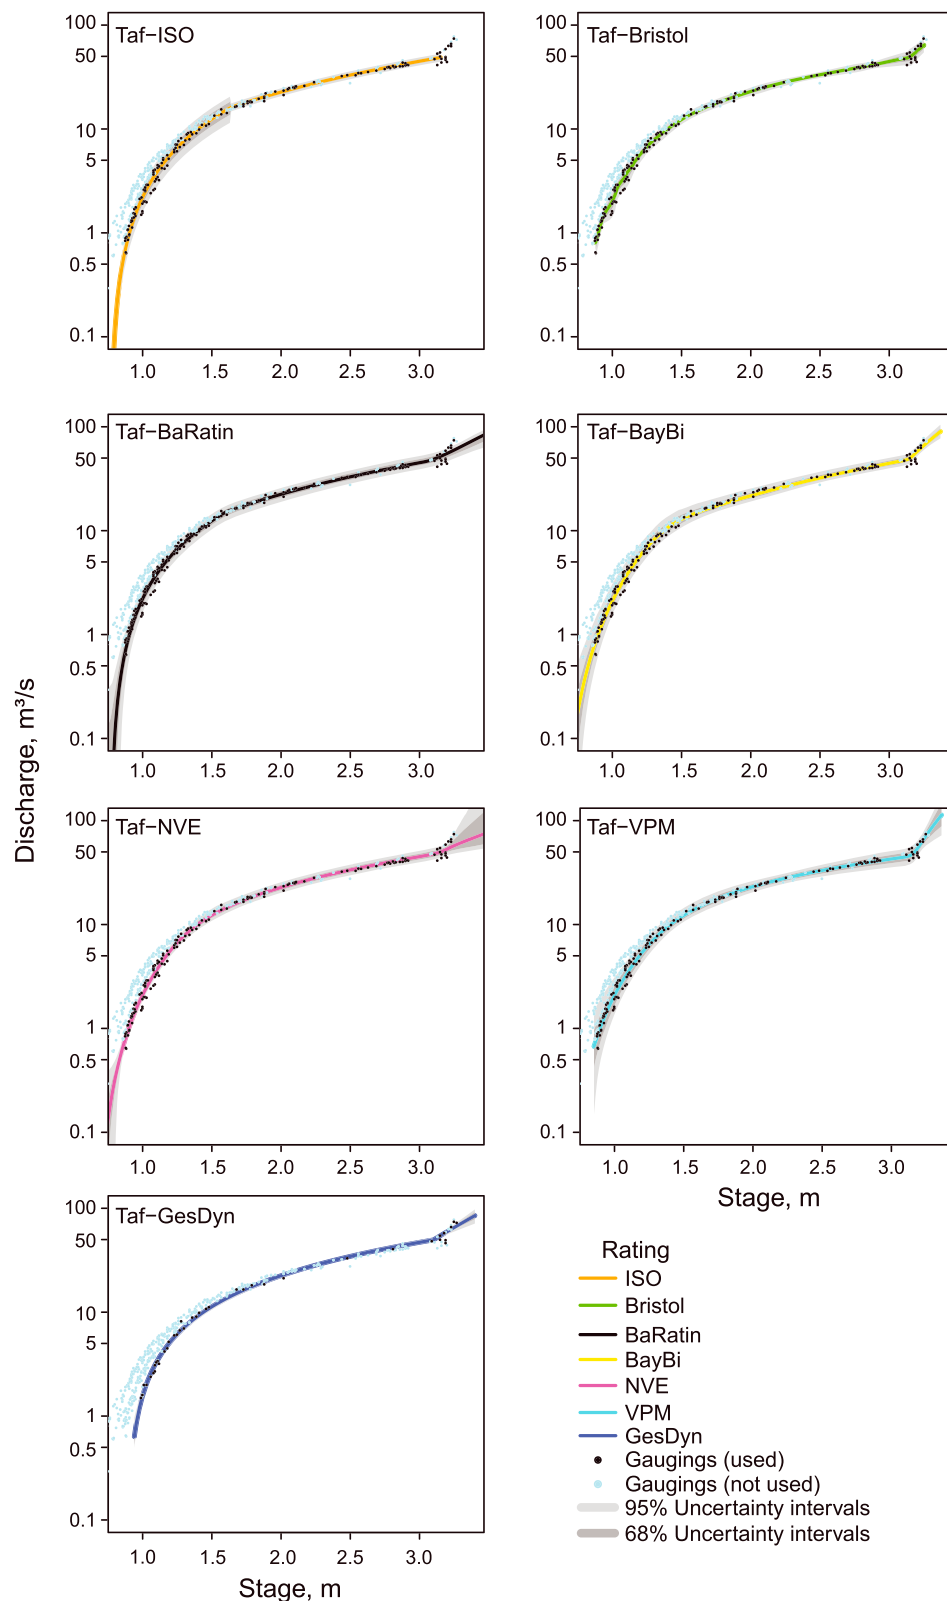 Taf−ISO
100
50
10
5
1
0.5
0.1
1.0 1.5 2.0 2.5 3.0
Taf−Bristol
100
50
10
5
1
0.5
0.1
1.0 1.5 2.0 2.5 3.0
Taf−BaRatin
100
50
10
5
1
0.5
0.1
1.0 1.5 2.0 2.5 3.0
Taf−BayBi
100
50
10
5
1
0.5
0.1
1.0 1.5 2.0 2.5 3.0
Discharge, m³/s
Taf−NVE
100
50
10
5
1
0.5
0.1
1.0 1.5 2.0 2.5 3.0
Taf−VPM
100
50
10
5
1
0.5
0.1
1.0 1.5 2.0 2.5 3.0
Stage, m
Taf−GesDyn
100
50
10
5
1
0.5
0.1
1.0 1.5 2.0 2.5 3.0
Stage, m
Rating
ISO
Bristol
BaRatin
BayBi
NVE
VPM
GesDyn
Gaugings (used)
Gaugings (not used)
95% Uncertainty intervals
68% Uncertainty intervals